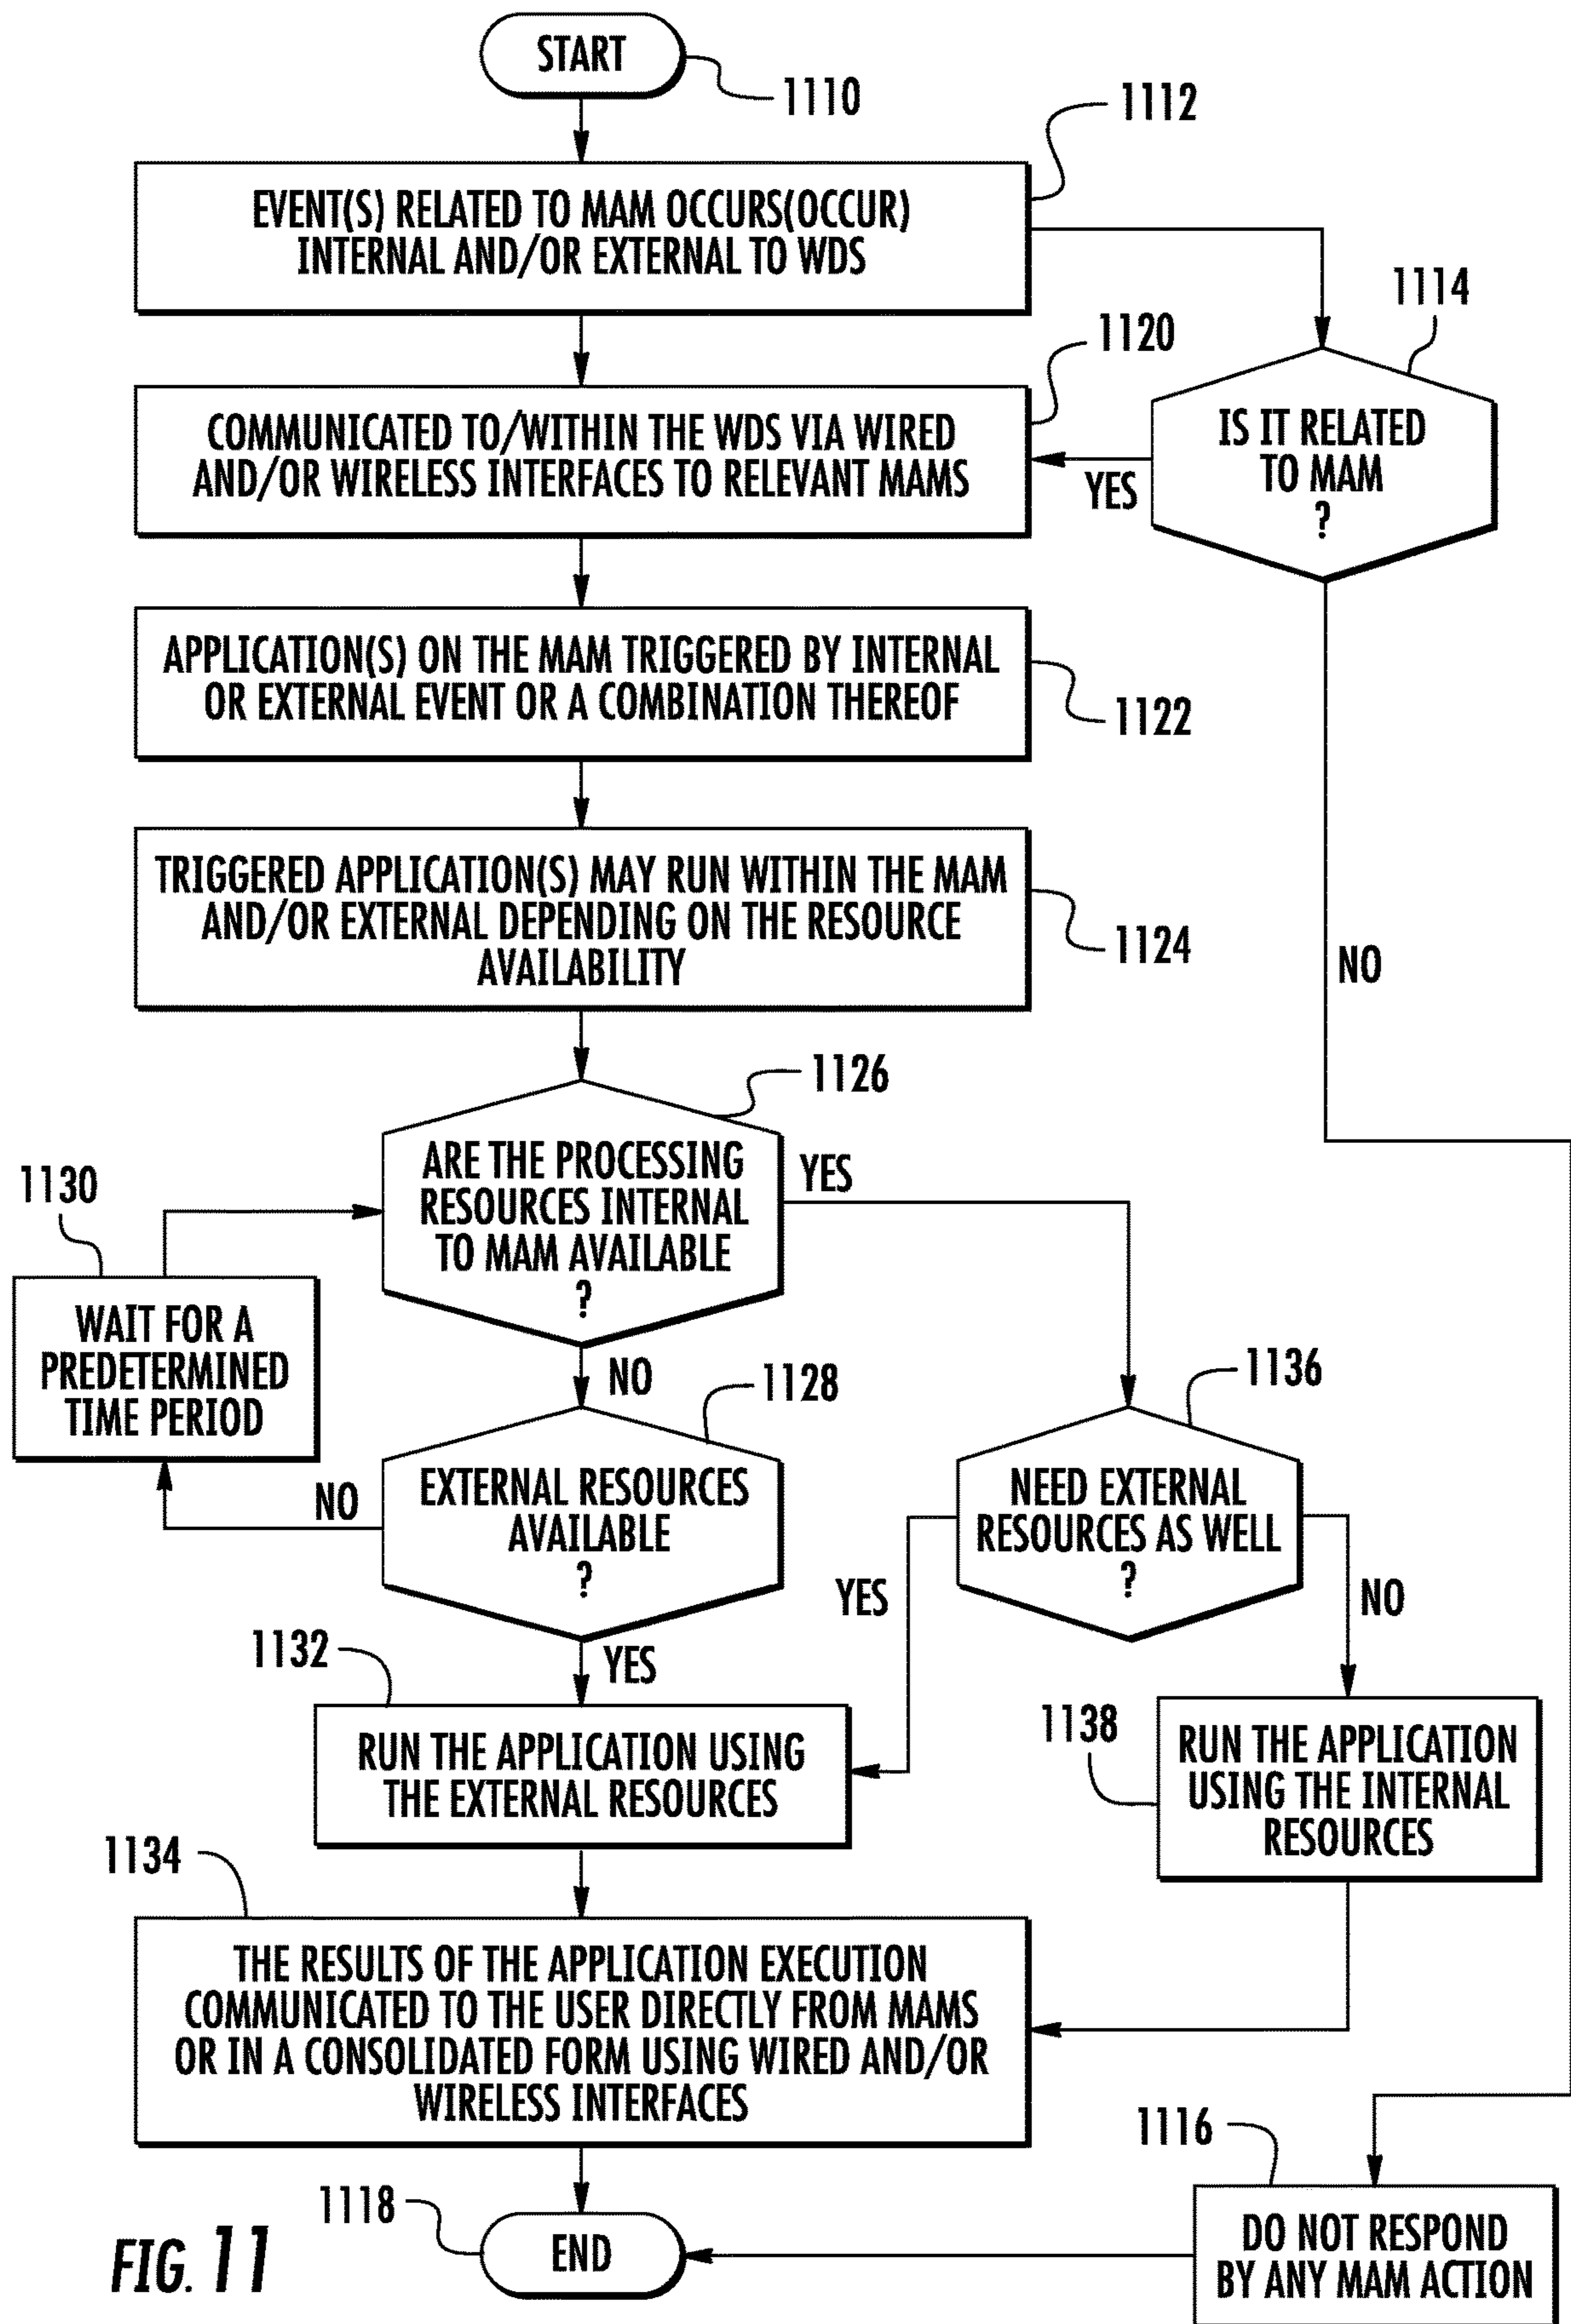 START
1110
1112
EVENT(S) RELATED TO MAM OCCURS(OCCUR)
INTERNAL AND/OR EXTERNAL TO WDS
1114
1120
IS IT RELATED
TO MAM
?
COMMUNICATED TO/WITHIN THE WDS VIA WIRED
AND/OR WIRELESS INTERFACES TO RELEVANT MAMS
YES
APPLICATION(S) ON THE MAM TRIGGERED BY INTERNAL
OR EXTERNAL EVENT OR A COMBINATION THEREOF
1122
TRIGGERED APPLICATION(S) MAY RUN WITHIN THE MAM
AND/OR EXTERNAL DEPENDING ON THE RESOURCE
AVAILABILITY
1124
NO
1126
ARE THE PROCESSING
RESOURCES INTERNAL
TO MAM AVAILABLE
?
YES
1130
WAIT FOR A
PREDETERMINED
TIME PERIOD
NO
1128
1136
EXTERNAL RESOURCES
AVAILABLE
?
NO
NEED EXTERNAL
RESOURCES AS WELL
?
YES
NO
1132
YES
RUN THE APPLICATION USING
THE EXTERNAL RESOURCES
1138
RUN THE APPLICATION
USING THE INTERNAL
RESOURCES
1134
THE RESULTS OF THE APPLICATION EXECUTION
COMMUNICATED TO THE USER DIRECTLY FROM MAMS
OR IN A CONSOLIDATED FORM USING WIRED AND/OR
WIRELESS INTERFACES
1116
1118
END
DO NOT RESPOND
BY ANY MAM ACTION
FIG. 11